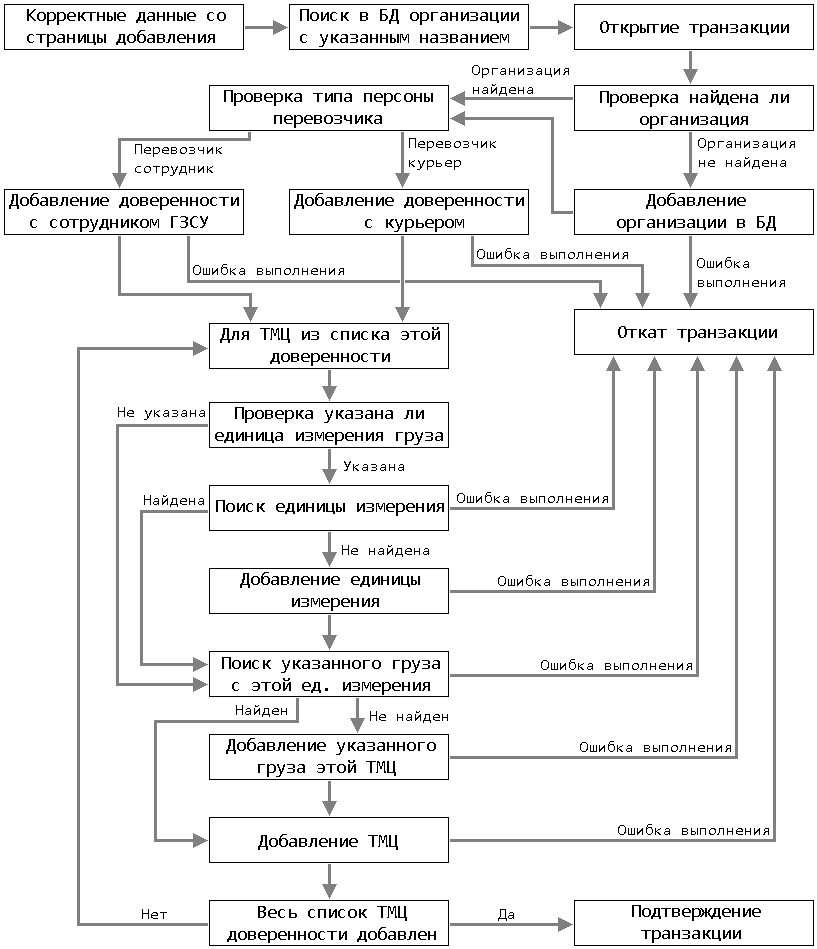 Корректные данные со
страницы добавления
Поиск в БД организации
с указанным названием
Открытие транзакции
Организация
найдена
Проверка типа персоны
перевозчика
Проверка найдена ли
организация
Перевозчик
сотрудник
Перевозчик
курьер
Организация
не найдена
Добавление доверенности
с сотрудником ГЗСУ
Добавление доверенности
с курьером
Добавление
организации в БД
Ошибка выполнения
Ошибка выполнения
Ошибка
выполнения
Для ТМЦ из списка этой
доверенности
Откат транзакции
Не указана
Проверка указана ли
единица измерения груза
Указана
Найдена
Поиск единицы измерения
Ошибка выполнения
Не найдена
Добавление единицы
измерения
Ошибка выполнения
Поиск указанного груза
с этой ед. измерения
Ошибка выполнения
Найден
Не найден
Добавление указанного
груза этой ТМЦ
Ошибка выполнения
Добавление ТМЦ
Ошибка выполнения
Нет
Весь список ТМЦ
доверенности добавлен
Да
Подтверждение
транзакции